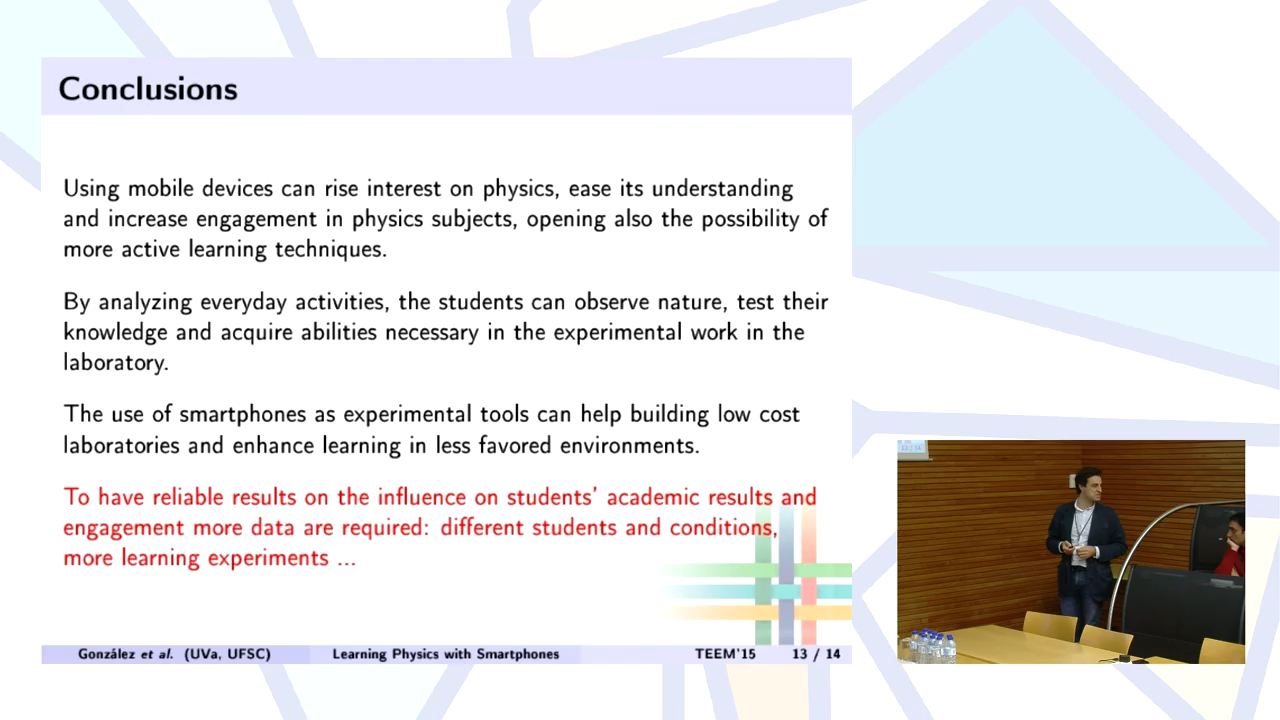 Conclusions
Using mobile devices can rise interest on physics, ease its understanding
and increase engagement in physics subjects, opening also the possibility of
more active learning techniques.
By analyzing everyday activities, the students can observe nature, test their
knowledge and acquire abilities necessary in the experimental work in the
laboratory.
The use of smartphones as experimental tools can help building low cost
laboratories and enhance learning in less favored environments.
To have reliable results on the influence on students' academic results and
engagement more data are required: different students and conditions,
more learning experiments ...
González et al. (UVa, UFSC) Learning Physics with Smartphones TEEM'15 13 / 14